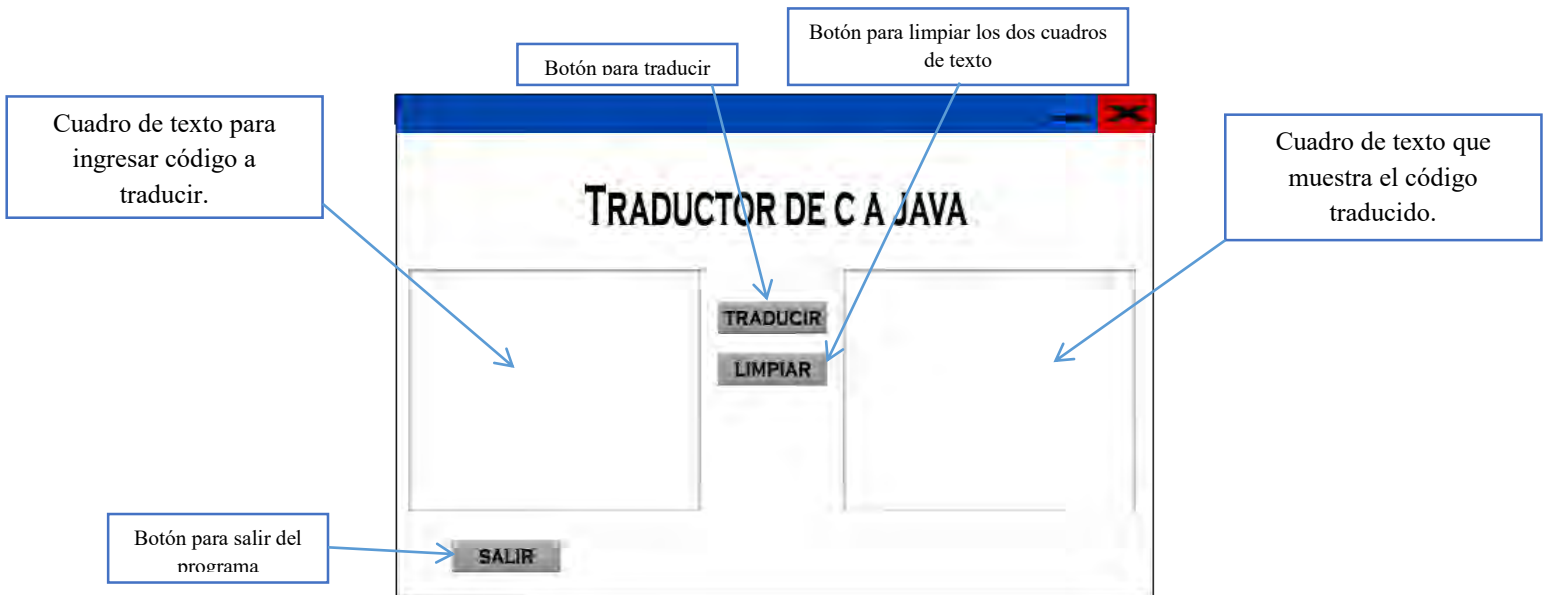 Botón para limpiar los dos cuadros
de texto
Botón para traducir
Cuadro de texto para
ingresar código a
traducir.
Cuadro de texto que
muestra el código
traducido.
TRADUCTOR DE C A JAVA
TRADUCIR
LIMPIAR
Botón para salir del
programa
SALIR